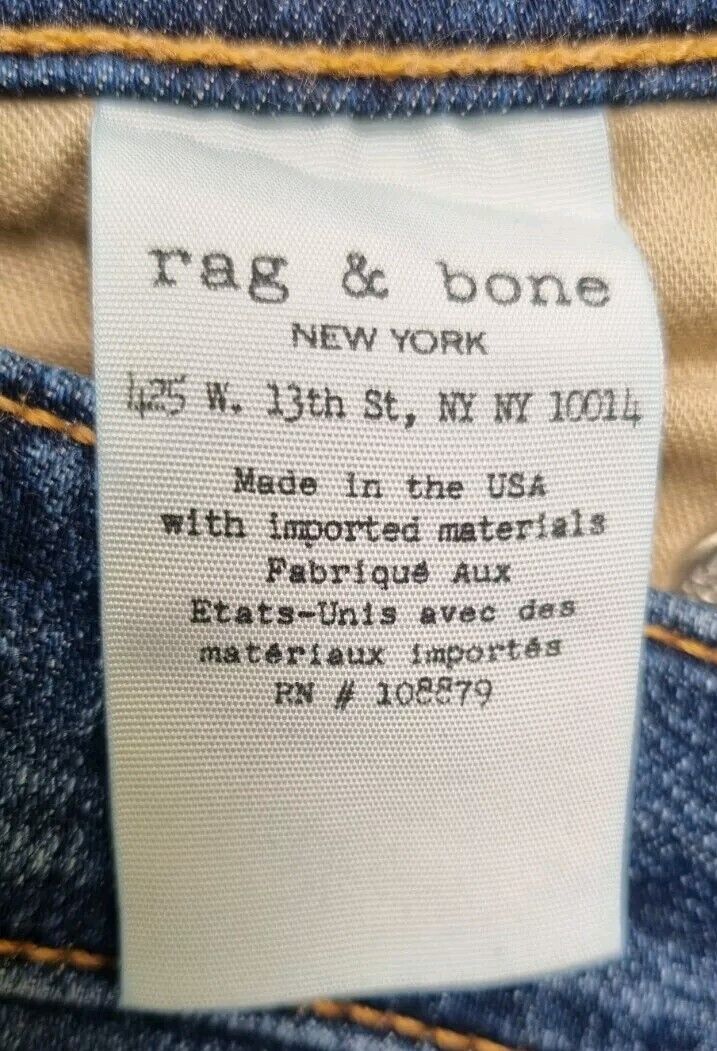 rag & bone
NEW YORK
425 W. 13th St, NY NY 10014
Made in the USA
with imported materials
Fabriqué Aux
Etats-Unis avec des
matériaux importés
RN # 108879